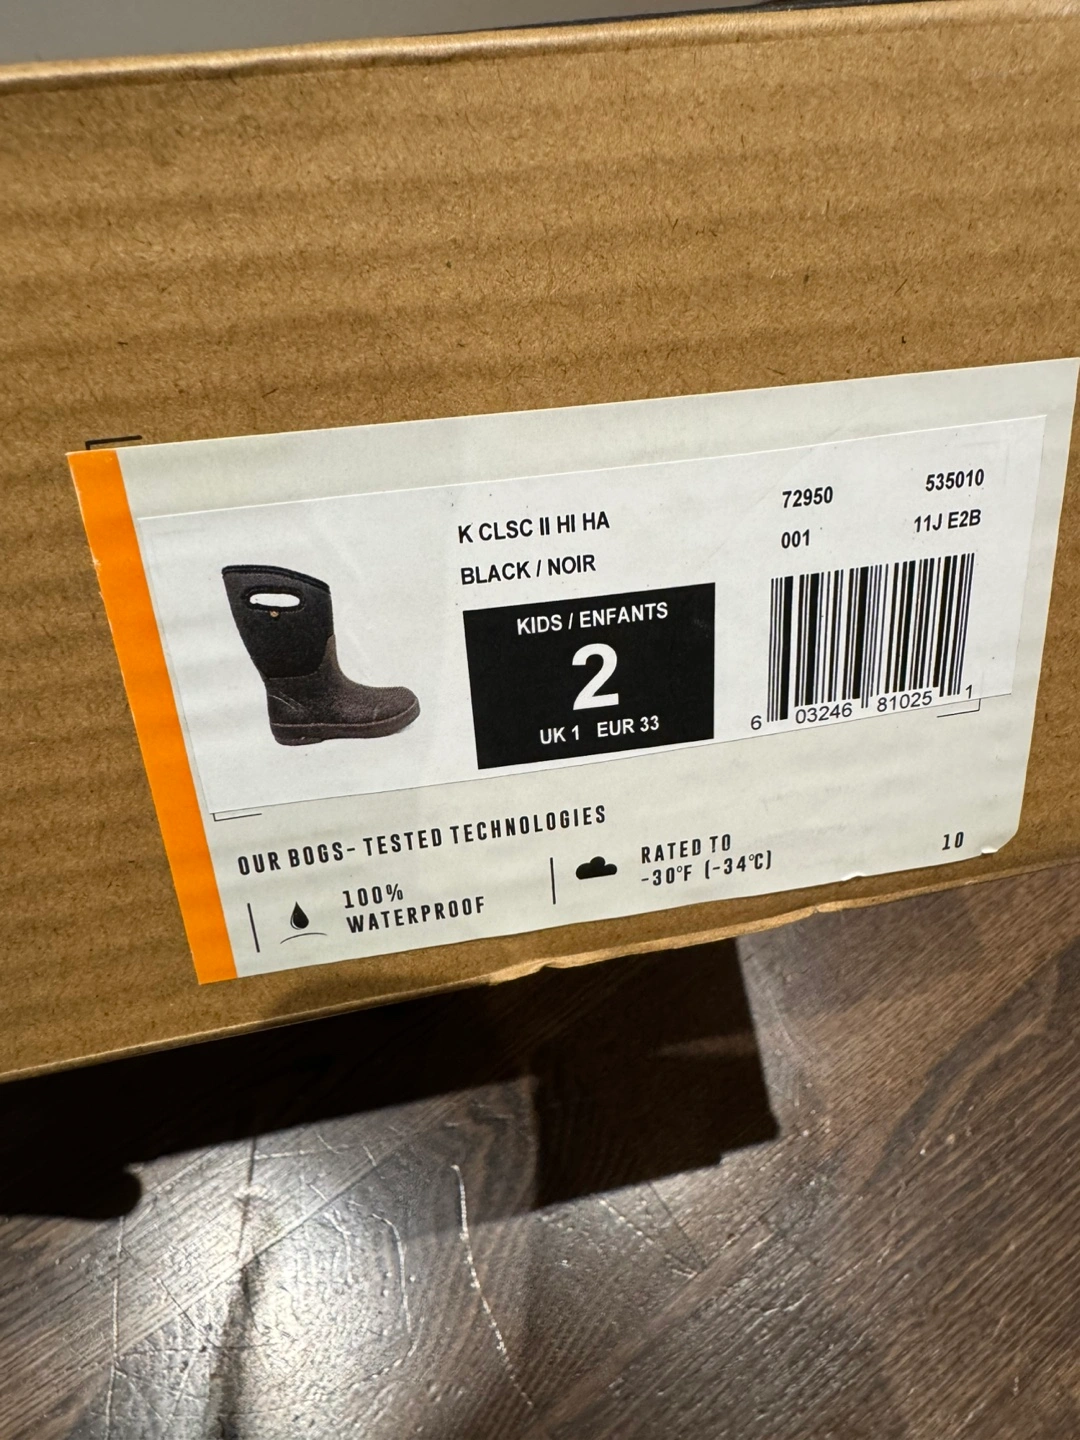 K CLSC II HI HA
BLACK / NOIR
KIDS / ENFANTS
2
UK 1 EUR 33
72950 535010
001 11J E2B
6 03246 81025 1
OUR BOGS- TESTED TECHNOLOGIES
100%
WATERPROOF
RATED TO
-30°F (-34°C)
10